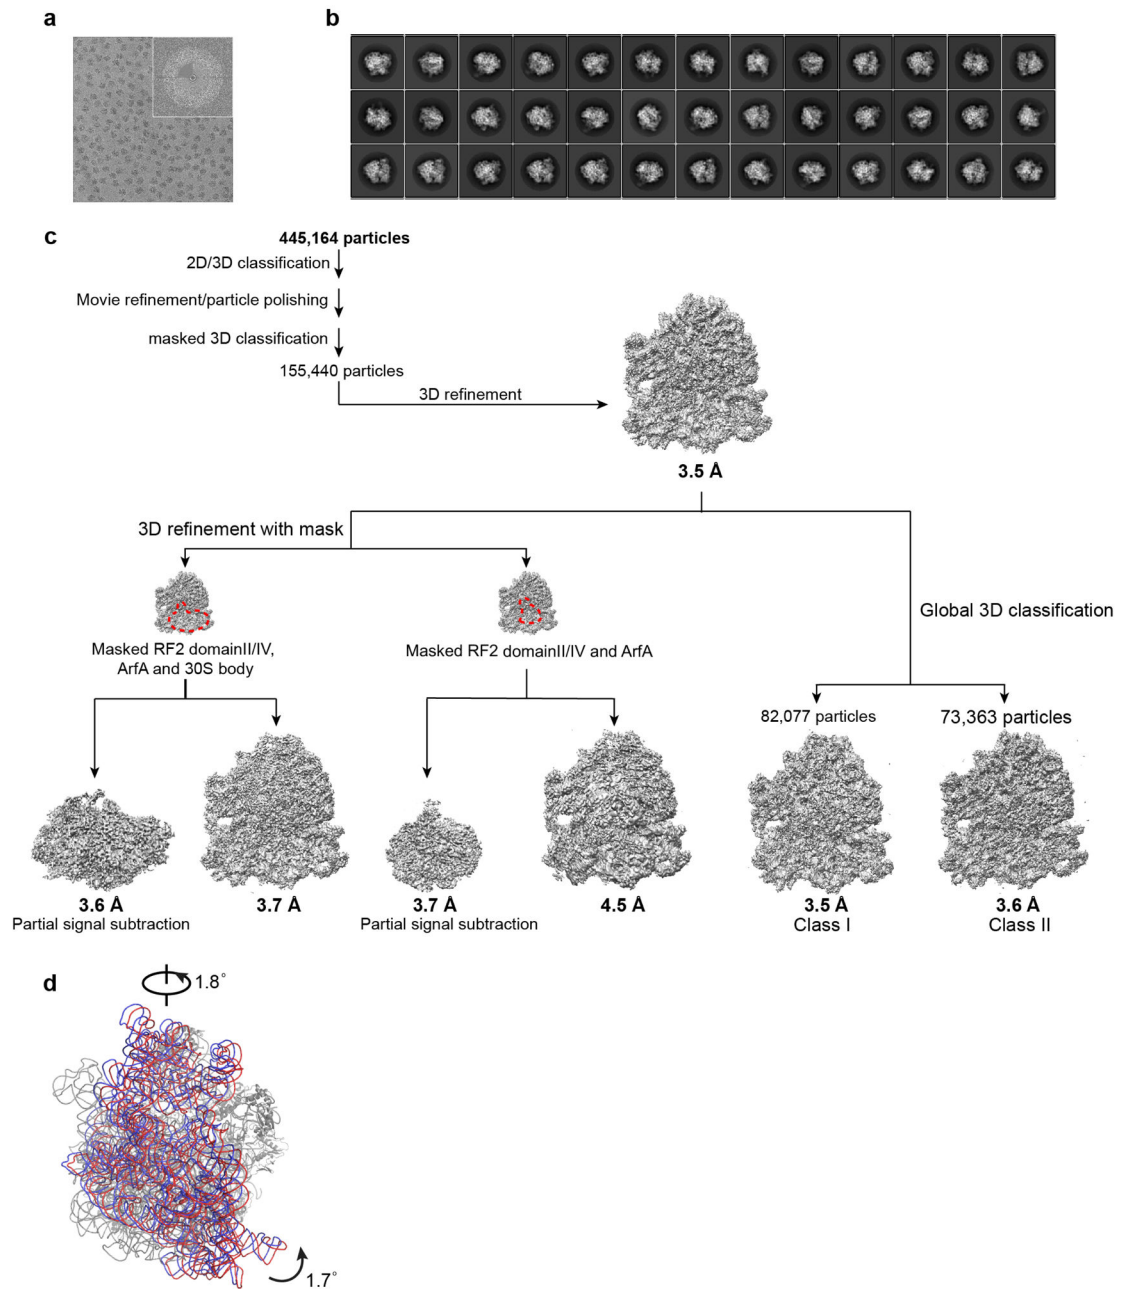 a
b
c
445,164 particles
2D/3D classification
Movie refinement/particle polishing
masked 3D classification
155,440 particles
3D refinement
3.5 Å
3D refinement with mask
Global 3D classification
Masked RF2 domainII/IV,
ArfA and 30S body
Masked RF2 domainII/IV and ArfA
82,077 particles
73,363 particles
3.6 Å
Partial signal subtraction
3.7 Å
3.7 Å
Partial signal subtraction
4.5 Å
3.5 Å
Class I
3.6 Å
Class II
d
1.8°
1.7°